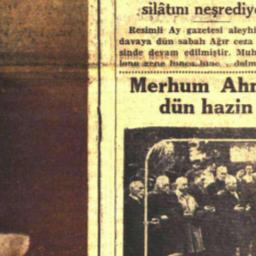 silâtını neşrediyo
Resimli Ay gazetesi aleyhi
davaya dün sabah Ağır ceza
sinde devam edilmiştir. Muh
Merhum Ahm
dün hazin